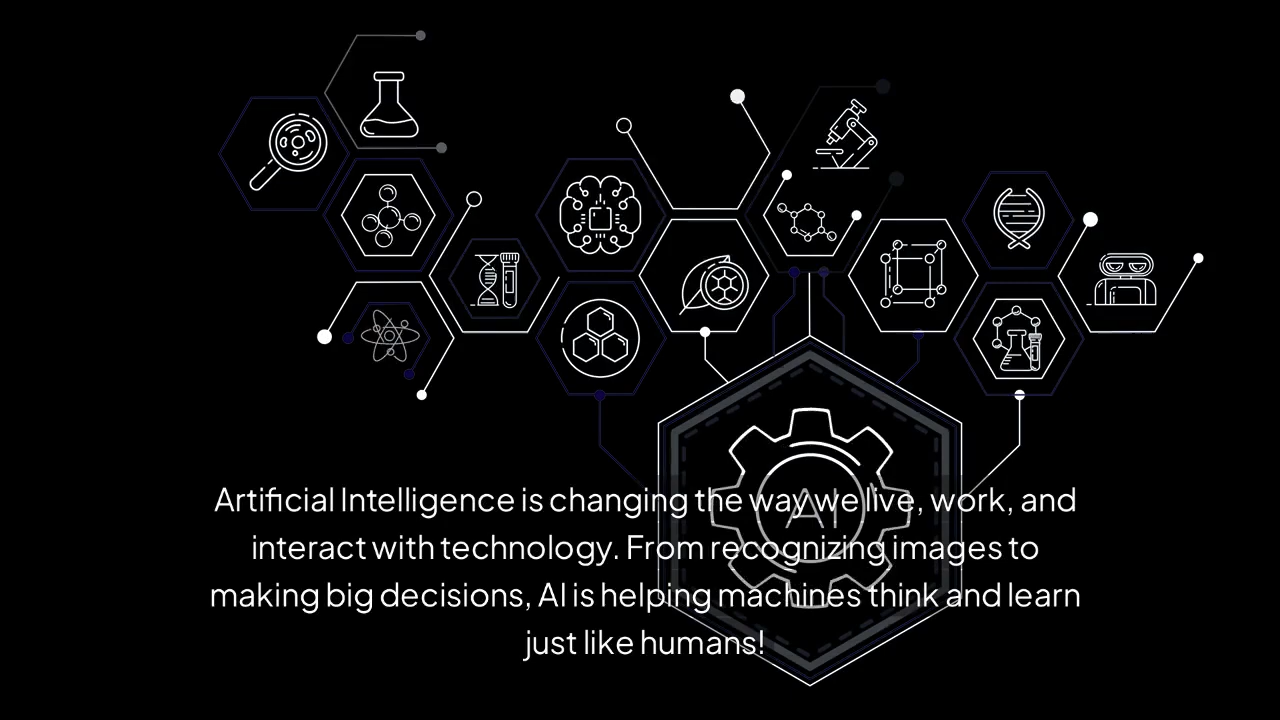 Artificial Intelligence is changing the way we live, work, and
interact with technology. From recognizing images to
making big decisions, AI is helping machines think and learn
just like humans!
AI